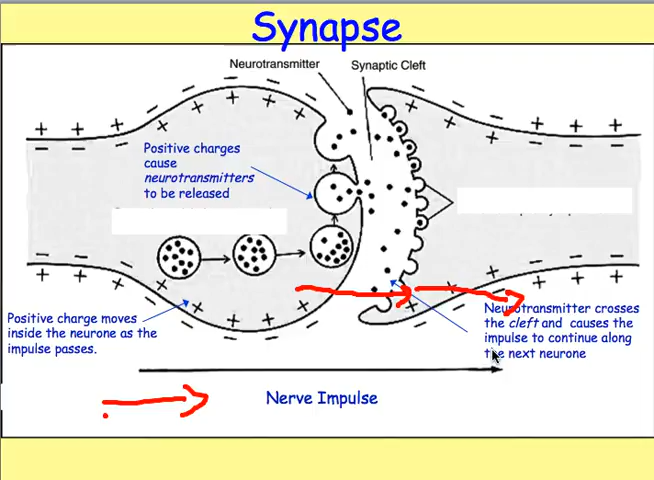 Synapse
Neurotransmitter
Synaptic Cleft
Positive charges
cause
neurotransmitters
to be released
Positive charge moves
inside the neurone as the
impulse passes.
Neurotransmitter crosses
the cleft and causes the
impulse to continue along
the next neurone
Nerve Impulse